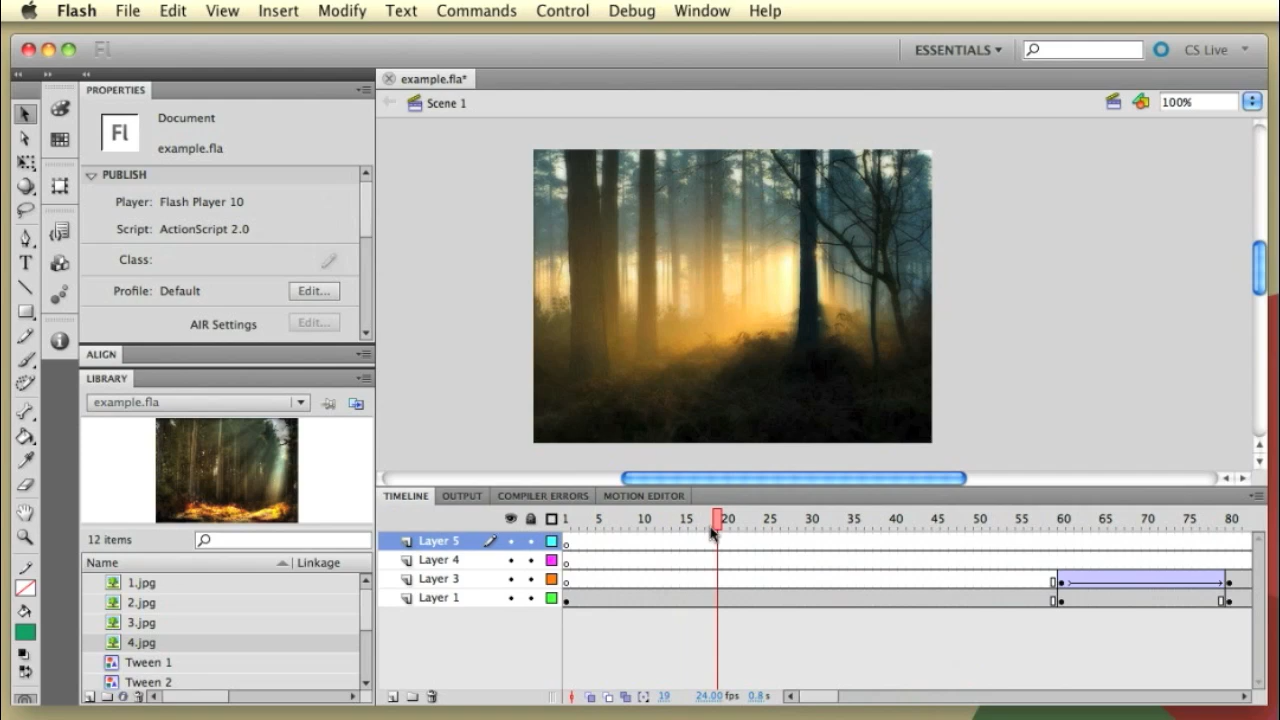 Flash File Edit View Insert Modify Text Commands Control Debug Window Help
Fl ESSENTIALS CS Live
PROPERTIES
example.fla*
Scene 1 100%
Fl Document
example.fla
PUBLISH
Player: Flash Player 10
Script: ActionScript 2.0
Class:
Profile: Default Edit...
AIR Settings Edit...
ALIGN
LIBRARY
example.fla
12 items
Name Linkage
1.jpg
2.jpg
3.jpg
4.jpg
Tween 1
Tween 2
T
TIMELINE OUTPUT COMPILER ERRORS MOTION EDITOR
1 5 10 15 20 25 30 35 40 45 50 55 60 65 70 75 80
Layer 5
Layer 4
Layer 3
Layer 1
19 24.00 fps 0.8 s